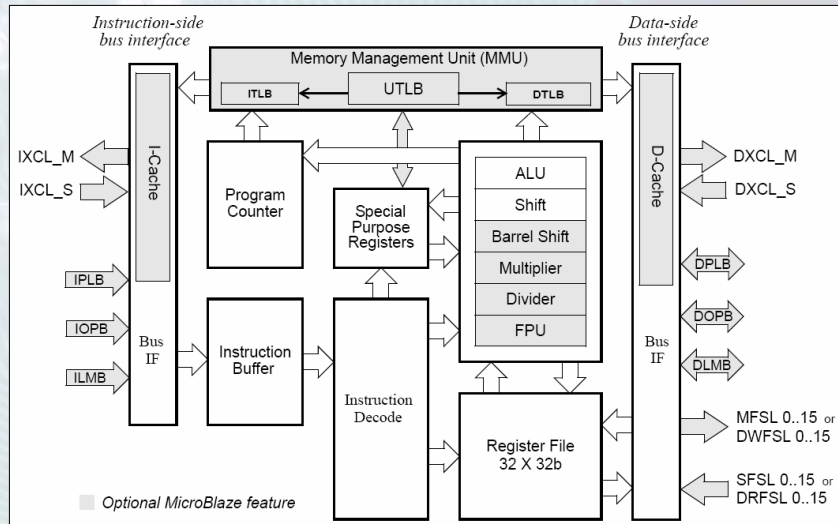 Instruction-side
bus interface
Data-side
bus interface
Memory Management Unit (MMU)
ITLB
UTLB
DTLB
IXCL_M
IXCL_S
I-Cache
Program
Counter
Special
Purpose
Registers
ALU
Shift
Barrel Shift
Multiplier
Divider
FPU
D-Cache
DXCL_M
DXCL_S
IPLB
IOPB
ILMB
Bus
IF
Instruction
Buffer
Instruction
Decode
Register File
32 X 32b
Bus
IF
DPLB
DOPB
DLMB
MFSL 0..15 or
DWFSL 0..15
SFSL 0..15 or
DRFSL 0..15
Optional MicroBlaze feature